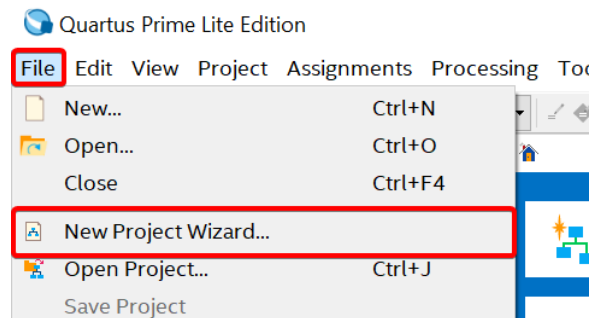 Quartus Prime Lite Edition
File Edit View Project Assignments Processing
New... Ctrl+N
Open... Ctrl+O
Close Ctrl+F4
New Project Wizard...
Open Project... Ctrl+J
Save Project